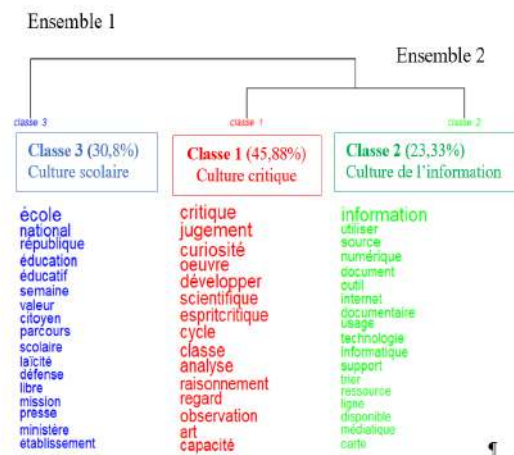 Ensemble 1
Ensemble 2
classe 3
classe 1
classe 2
Classe 3 (30,8%)
Culture scolaire
Classe 1 (45,88%)
Culture critique
Classe 2 (23,33%)
Culture de l'information
école
national
république
éducation
éducatif
semaine
valeur
citoyen
parcours
scolaire
laïcité
défense
libre
mission
presse
ministère
établissement
critique
jugement
curiosité
oeuvre
développer
scientifique
espritcritique
cycle
classe
analyse
raisonnement
regard
observation
art
capacité
information
utiliser
source
numérique
document
outil
internet
documentaire
usage
technologie
informatique
support
trier
ressource
ligne
disponible
médiatique
carte
¶